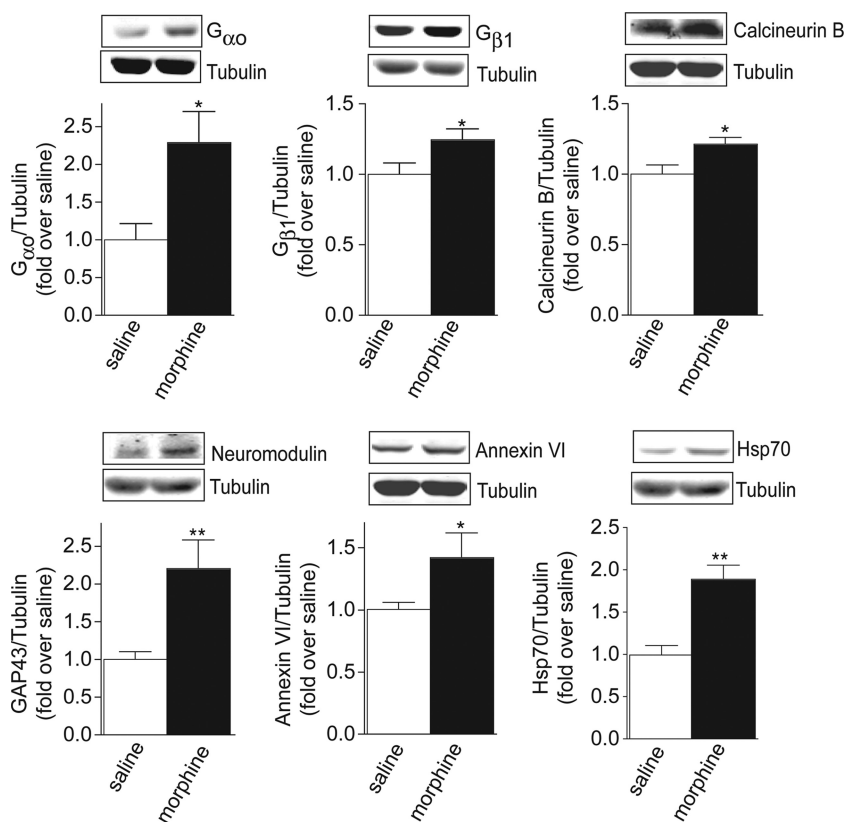 Gαo
Tubulin
*
2.5
2.0
1.5
1.0
0.5
0.0
Gαo/Tubulin
(fold over saline)
saline
morphine
Gβ1
Tubulin
*
1.5
1.0
0.5
0.0
Gβ1/Tubulin
(fold over saline)
saline
morphine
Calcineurin B
Tubulin
*
1.5
1.0
0.5
0.0
Calcineurin B/Tubulin
(fold over saline)
saline
morphine
Neuromodulin
Tubulin
**
2.5
2.0
1.5
1.0
0.5
0.0
GAP43/Tubulin
(fold over saline)
saline
morphine
Annexin VI
Tubulin
*
1.5
1.0
0.5
0.0
Annexin VI/Tubulin
(fold over saline)
saline
morphine
Hsp70
Tubulin
**
2.5
2.0
1.5
1.0
0.5
0.0
Hsp70/Tubulin
(fold over saline)
saline
morphine